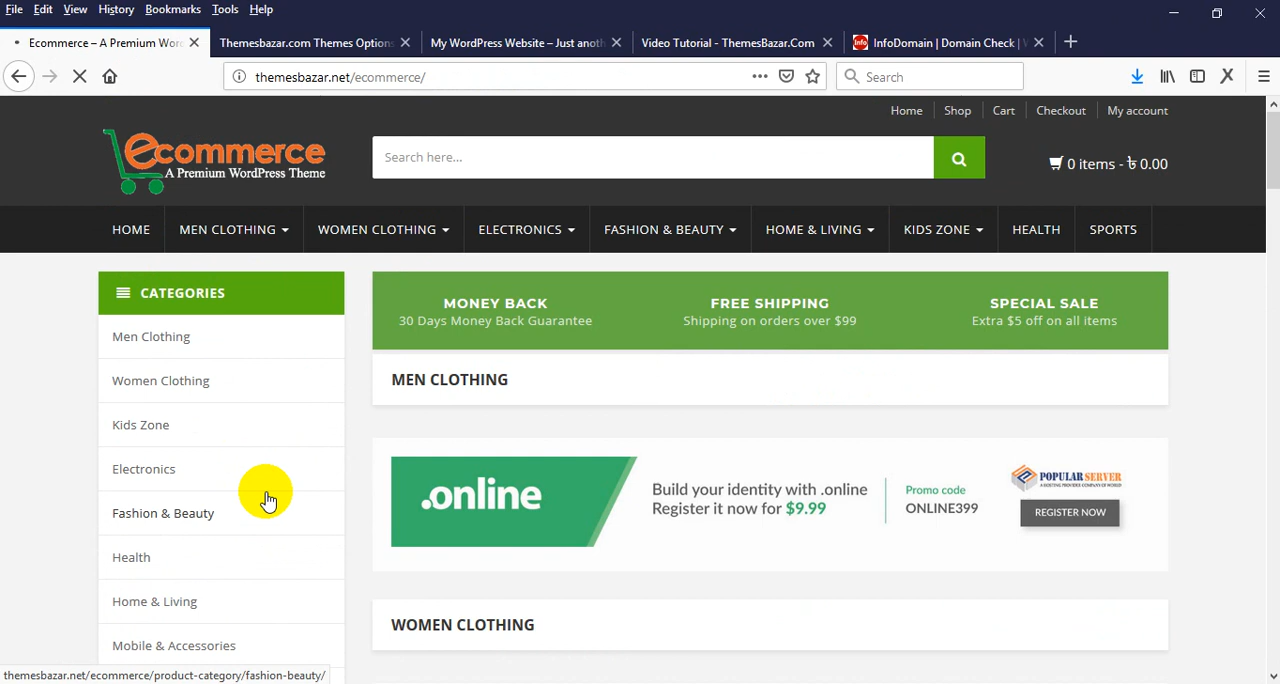 File Edit View History Bookmarks Tools Help
Ecommerce – A Premium Wor
Themesbazar.com Themes Options
My WordPress Website – Just anoth
Video Tutorial - ThemesBazar.Com
Info InfoDomain | Domain Check |
themesbazar.net/ecommerce/
Search
Home Shop Cart Checkout My account
ecommerce
A Premium WordPress Theme
Search here...
0 items - ৳ 0.00
HOME MEN CLOTHING WOMEN CLOTHING ELECTRONICS FASHION & BEAUTY HOME & LIVING KIDS ZONE HEALTH SPORTS
CATEGORIES
Men Clothing
Women Clothing
Kids Zone
Electronics
Fashion & Beauty
Health
Home & Living
Mobile & Accessories
MONEY BACK
30 Days Money Back Guarantee
FREE SHIPPING
Shipping on orders over $99
SPECIAL SALE
Extra $5 off on all items
MEN CLOTHING
.online
Build your identity with .online
Register it now for $9.99
Promo code
ONLINE399
POPULAR SERVER
REGISTER NOW
WOMEN CLOTHING
themesbazar.net/ecommerce/product-category/fashion-beauty/